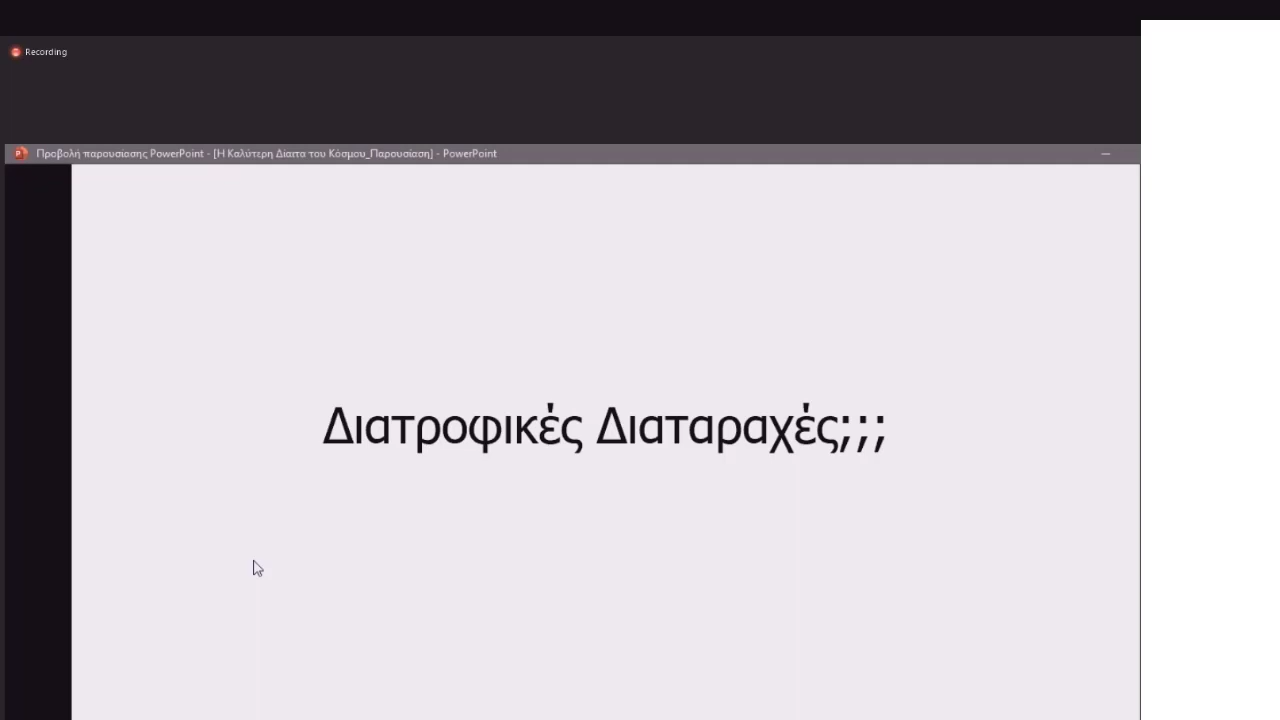 Recording
Προβολή παρουσίασης PowerPoint - [Η Καλύτερη Δίαιτα του Κόσμου_Παρουσίαση] - PowerPoint
Διατροφικές Διαταραχές;;;